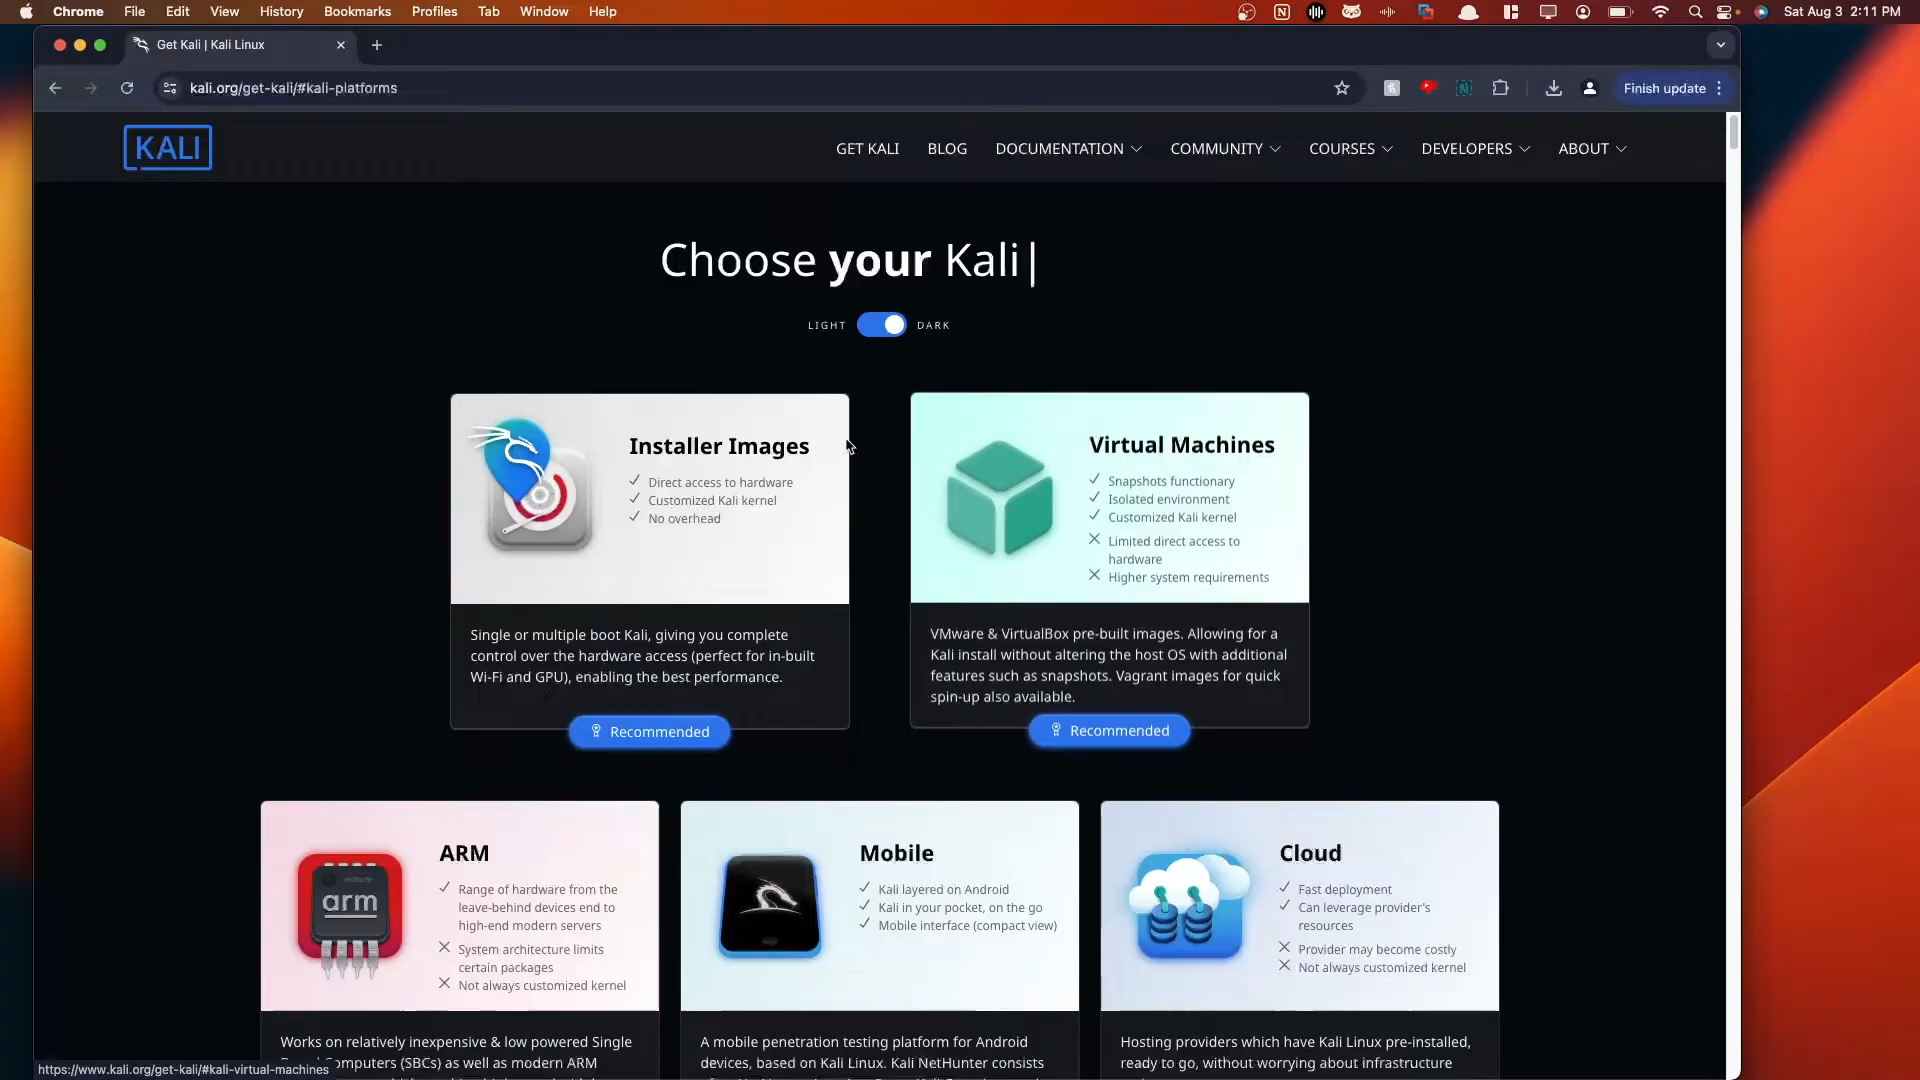 Chrome File Edit View History Bookmarks Profiles Tab Window Help Sat Aug 3 2:11 PM
Get Kali | Kali Linux
kali.org/get-kali/#kali-platforms
Finish update
KALI
GET KALI BLOG DOCUMENTATION COMMUNITY COURSES DEVELOPERS ABOUT
Choose your Kali|
LIGHT DARK
Installer Images
Direct access to hardware
Customized Kali kernel
No overhead
Single or multiple boot Kali, giving you complete
control over the hardware access (perfect for in-built
Wi-Fi and GPU), enabling the best performance.
Recommended
Virtual Machines
Snapshots functionary
Isolated environment
Customized Kali kernel
Limited direct access to
hardware
Higher system requirements
VMware & VirtualBox pre-built images. Allowing for a
Kali install without altering the host OS with additional
features such as snapshots. Vagrant images for quick
spin-up also available.
Recommended
arm
ARM
Range of hardware from the
leave-behind devices end to
high-end modern servers
System architecture limits
certain packages
Not always customized kernel
Works on relatively inexpensive & low powered Single
Computers (SBCs) as well as modern ARM
Mobile
Kali layered on Android
Kali in your pocket, on the go
Mobile interface (compact view)
A mobile penetration testing platform for Android
devices, based on Kali Linux. Kali NetHunter consists
Cloud
Fast deployment
Can leverage provider's
resources
Provider may become costly
Not always customized kernel
Hosting providers which have Kali Linux pre-installed,
ready to go, without worrying about infrastructure
https://www.kali.org/get-kali/#kali-virtual-machines